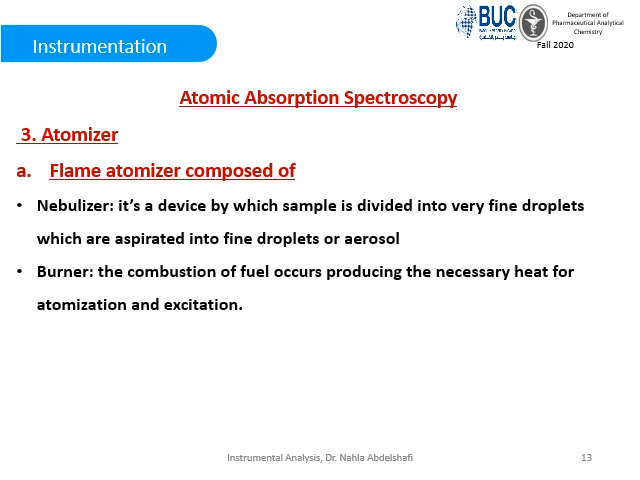 Instrumentation
BUC
Department of
Pharmaceutical Analytical
Chemistry
Fall 2020
Atomic Absorption Spectroscopy
3. Atomizer
a. Flame atomizer composed of
• Nebulizer: it’s a device by which sample is divided into very fine droplets
which are aspirated into fine droplets or aerosol
• Burner: the combustion of fuel occurs producing the necessary heat for
atomization and excitation.
Instrumental Analysis, Dr. Nahla Abdelshafi
13